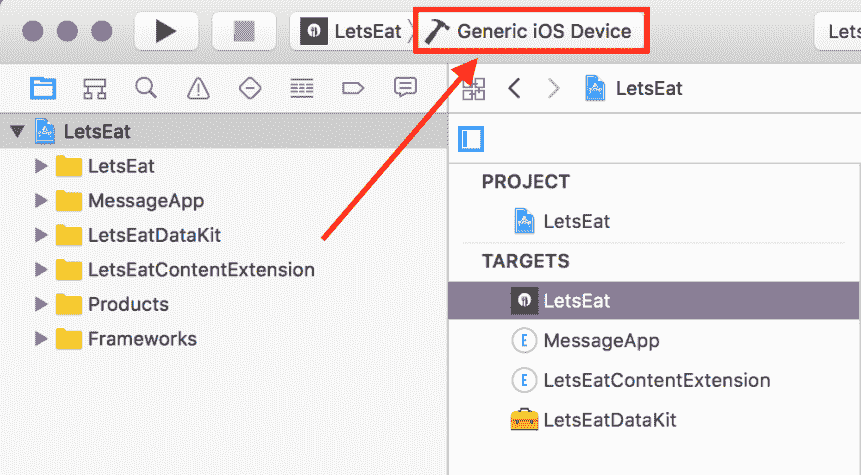 LetsEat
Generic iOS Device
Lets
LetsEat
LetsEat
LetsEat
MessageApp
LetsEatDataKit
LetsEatContentExtension
Products
Frameworks
PROJECT
LetsEat
TARGETS
LetsEat
E MessageApp
E LetsEatContentExtension
LetsEatDataKit